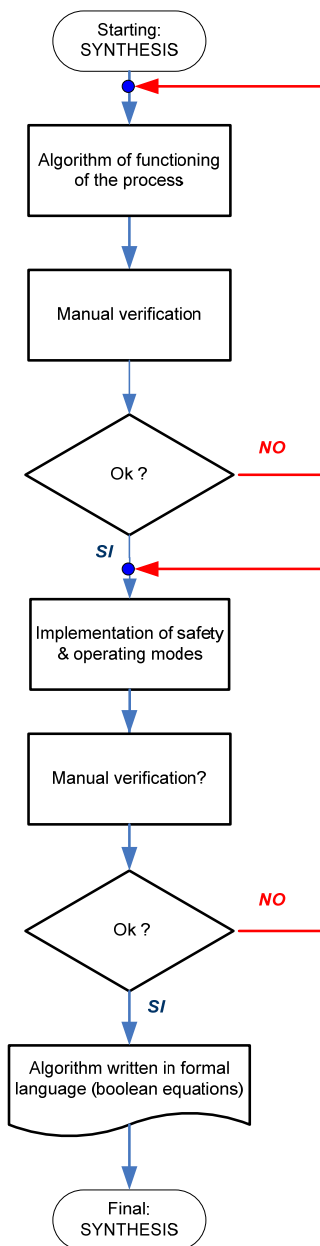 Starting:
SYNTHESIS
Algorithm of functioning
of the process
Manual verification
Ok ?
NO
SI
Implementation of safety
& operating modes
Manual verification?
Ok ?
NO
SI
Algorithm written in formal
language (boolean equations)
Final:
SYNTHESIS